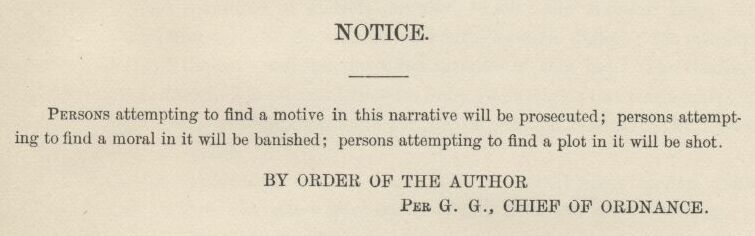 NOTICE.
PERSONS attempting to find a motive in this narrative will be prosecuted; persons attempt-
ing to find a moral in it will be banished; persons attempting to find a plot in it will be shot.
BY ORDER OF THE AUTHOR
PER G. G., CHIEF OF ORDNANCE.